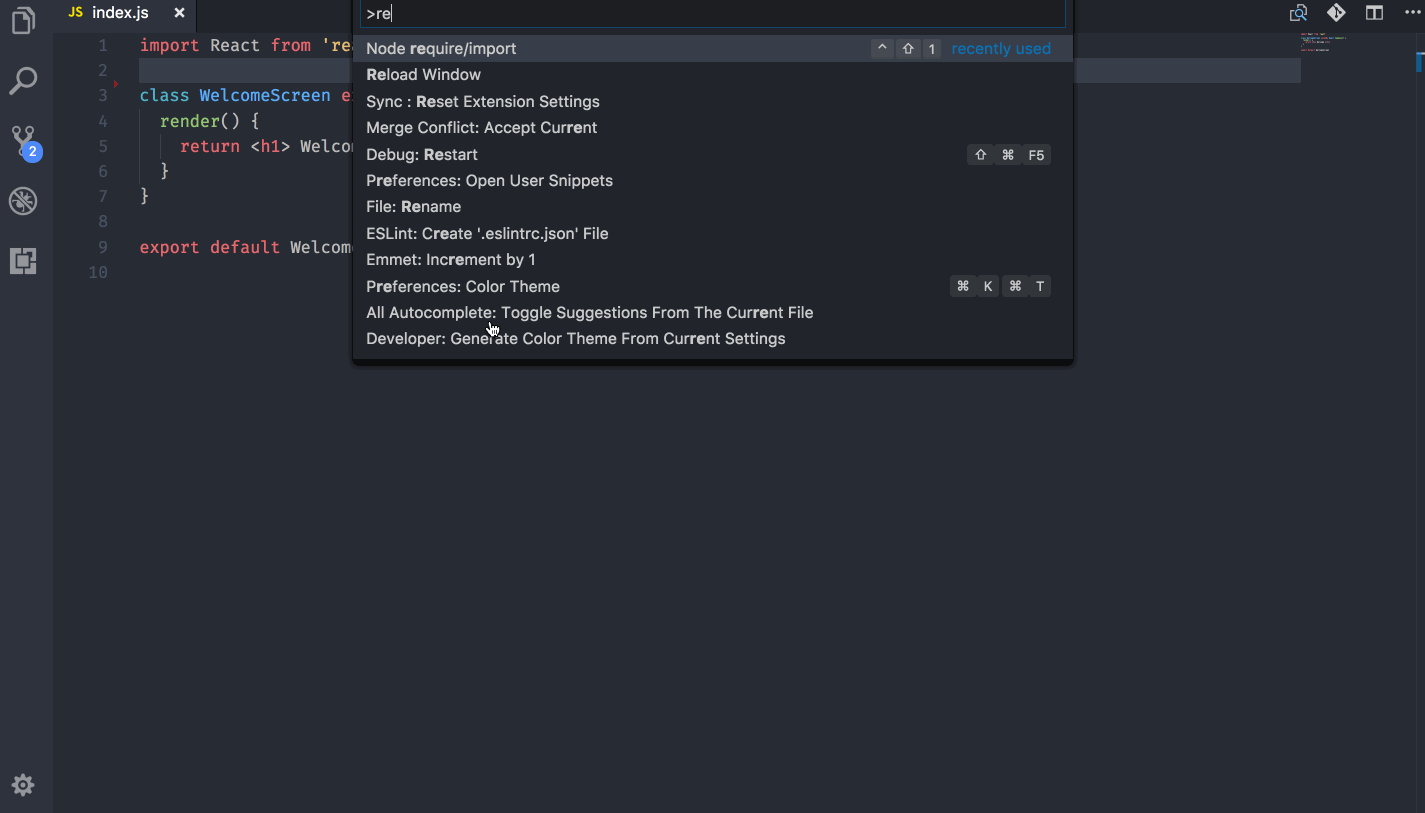 JS index.js ×
>re
1 import React from 're
2
3 class WelcomeScreen e
4 render() {
5 return <h1> Welco
6 }
7 }
8
9 export default Welcom
10
Node require/import ^ ⇧ 1 recently used
Reload Window
Sync : Reset Extension Settings
Merge Conflict: Accept Current
Debug: Restart ⇧ ⌘ F5
Preferences: Open User Snippets
File: Rename
ESLint: Create '.eslintrc.json' File
Emmet: Increment by 1
Preferences: Color Theme ⌘ K ⌘ T
All Autocomplete: Toggle Suggestions From The Current File
Developer: Generate Color Theme From Current Settings
2